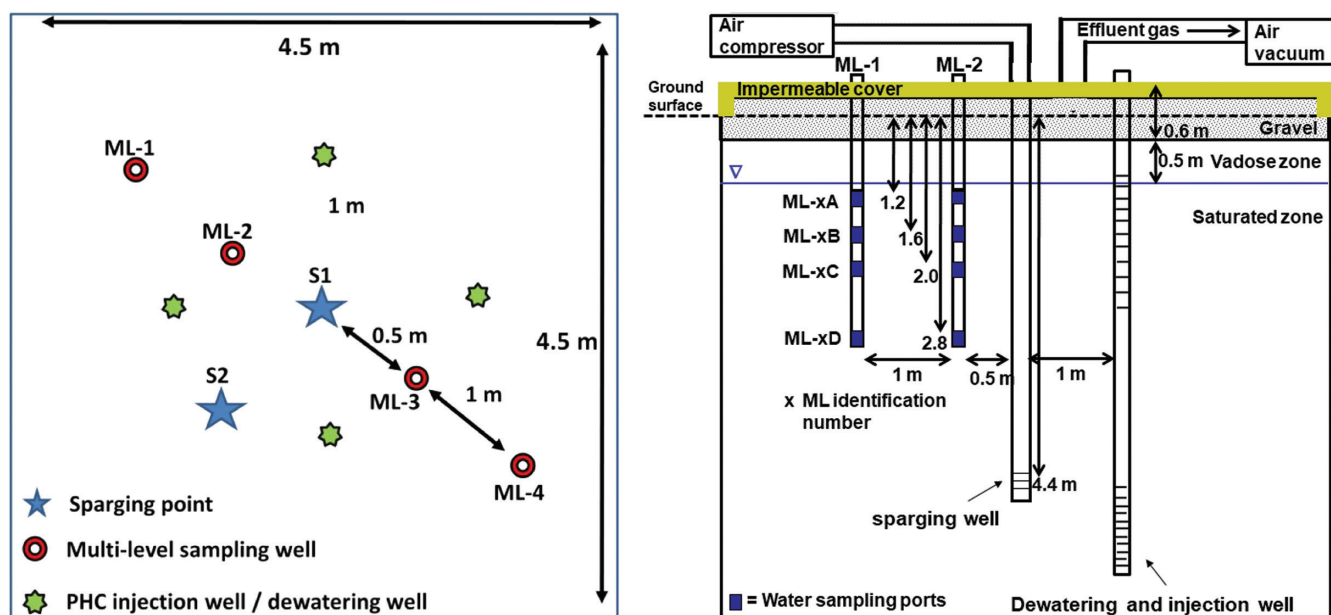 4.5 m
ML-1
1 m
ML-2
S1
0.5 m
4.5 m
S2
ML-3
1 m
ML-4
Sparging point
Multi-level sampling well
PHC injection well / dewatering well
Air
compressor
Effluent gas
Air
vacuum
ML-1
ML-2
Ground
surface
Impermeable cover
0.6 m
Gravel
0.5 m
Vadose zone
ML-xA
1.2
Saturated zone
ML-xB
1.6
ML-xC
2.0
ML-xD
2.8
1 m
0.5 m
1 m
x ML identification
number
4.4 m
sparging well
= Water sampling ports
Dewatering and injection well